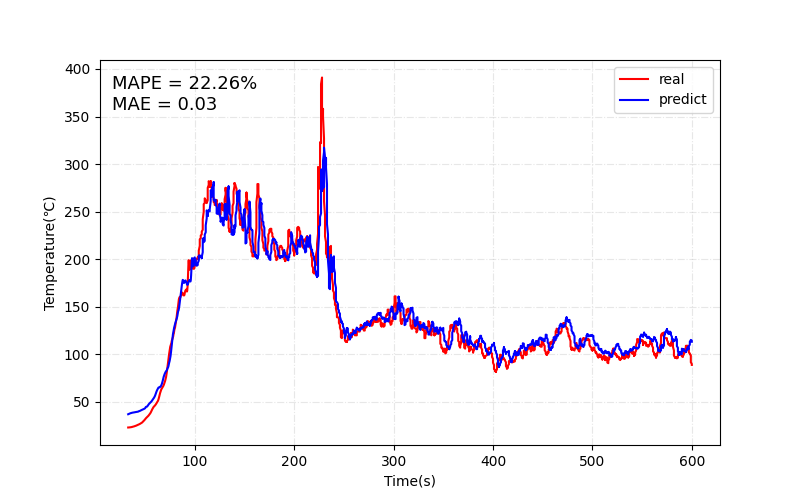 MAPE = 22.26%
MAE = 0.03
real
predict
Temperature(℃)
400
350
300
250
200
150
100
50
100 200 300 400 500 600
Time(s)